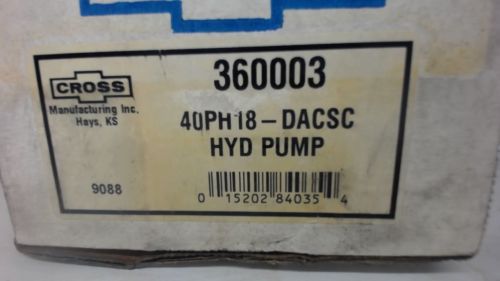 CROSS
Manufacturing Inc.
Hays, KS
9088
360003
40PH18-DACSC
HYD PUMP
0 15202 84035 4